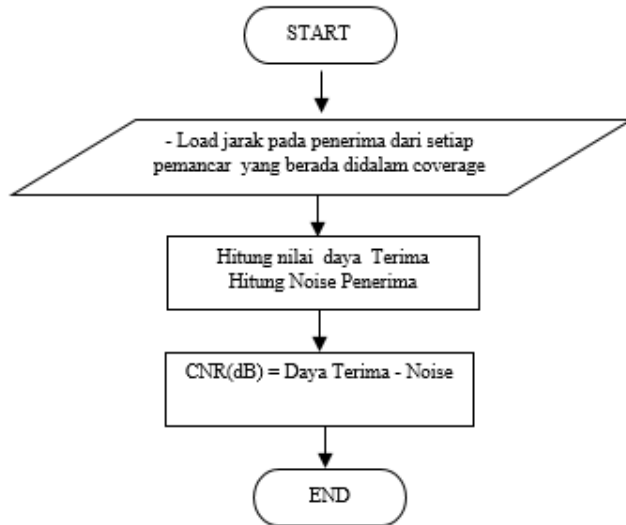 START
- Load jarak pada penerima dari setiap
pemancar yang berada didalam coverage
Hitung nilai daya Terima
Hitung Noise Penerima
CNR(dB) = Daya Terima - Noise
END